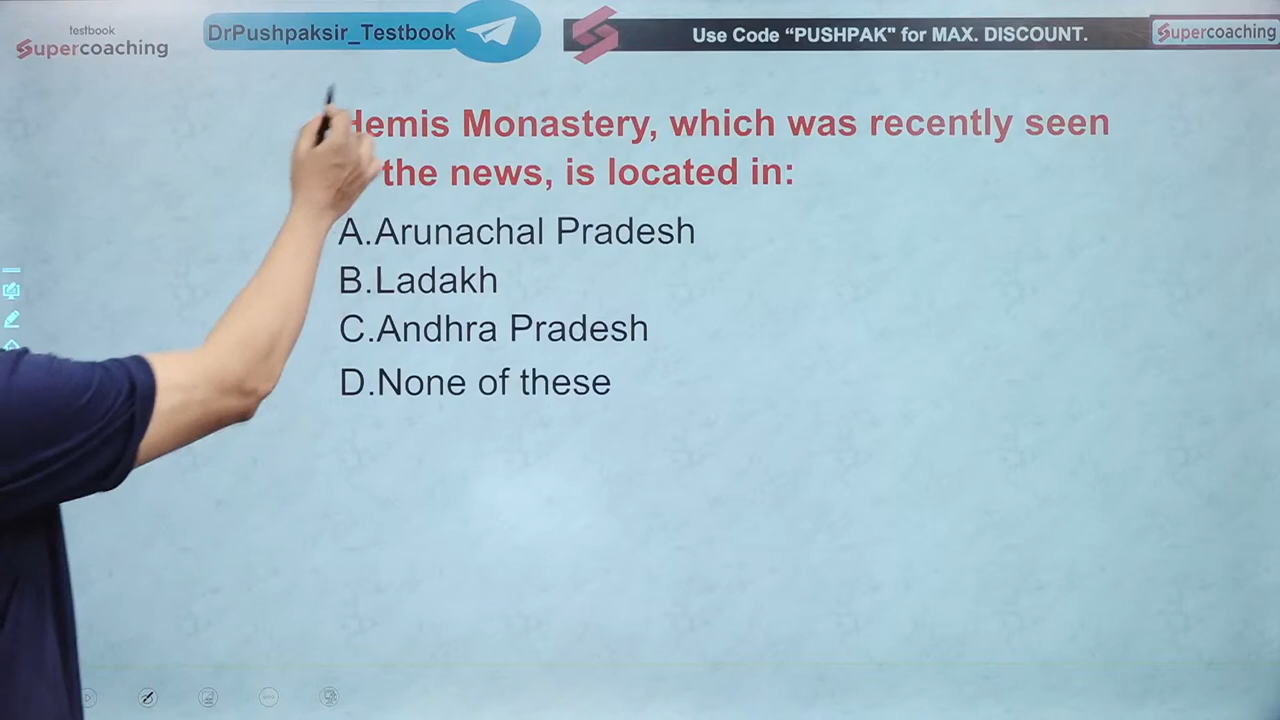 testbook
Supercoaching
DrPushpaksir_Testbook
Use Code “PUSHPAK" for MAX. DISCOUNT.
Supercoaching
Hemis Monastery, which was recently seen
the news, is located in:
A.Arunachal Pradesh
B.Ladakh
C.Andhra Pradesh
D.None of these